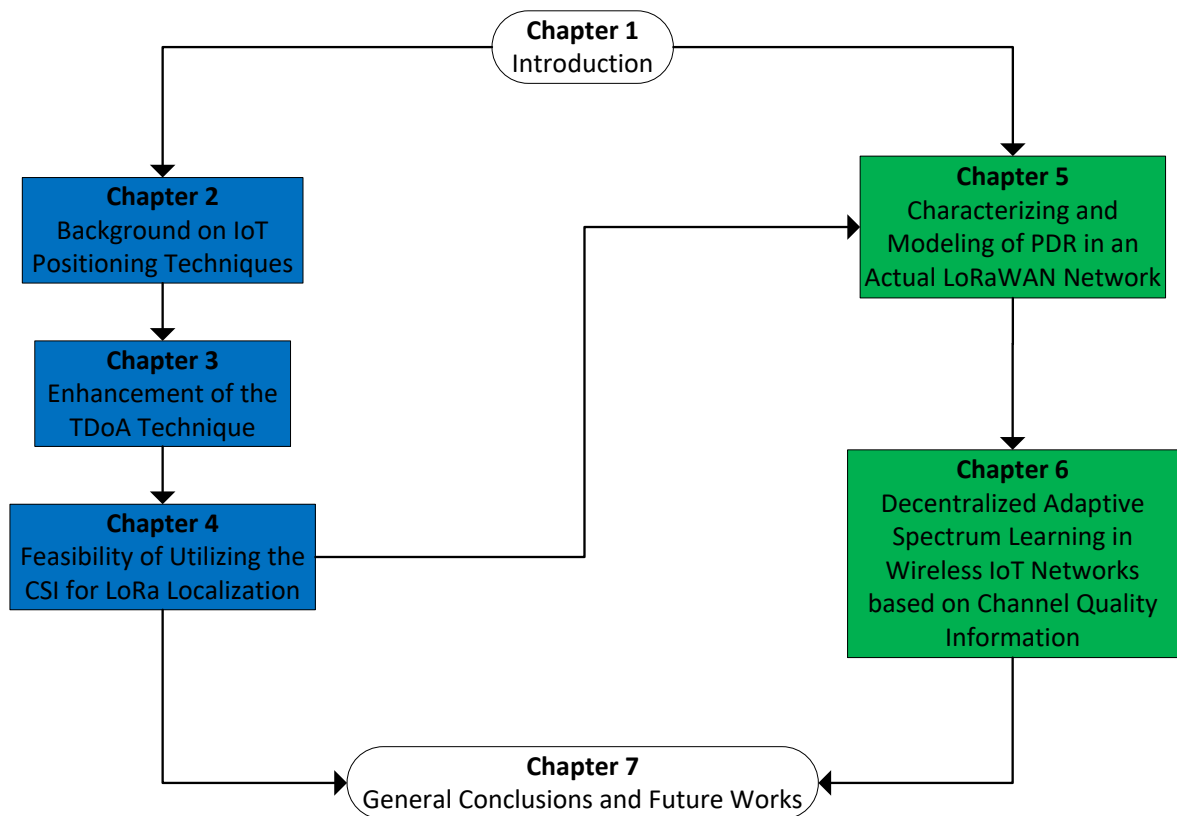 Chapter 1
Introduction
Chapter 2
Background on IoT
Positioning Techniques
Chapter 3
Enhancement of the
TDoA Technique
Chapter 4
Feasibility of Utilizing the
CSI for LoRa Localization
Chapter 5
Characterizing and
Modeling of PDR in an
Actual LoRaWAN Network
Chapter 6
Decentralized Adaptive
Spectrum Learning in
Wireless IoT Networks
based on Channel Quality
Information
Chapter 7
General Conclusions and Future Works